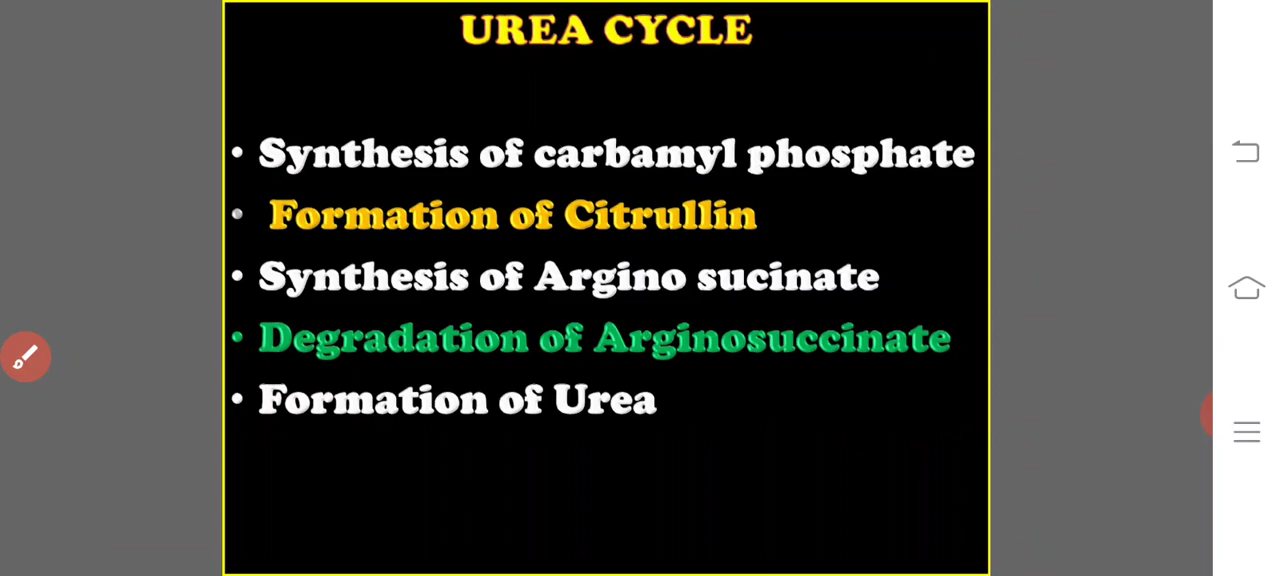 UREA CYCLE
• Synthesis of carbamyl phosphate
• Formation of Citrullin
• Synthesis of Argino sucinate
• Degradation of Arginosuccinate
• Formation of Urea